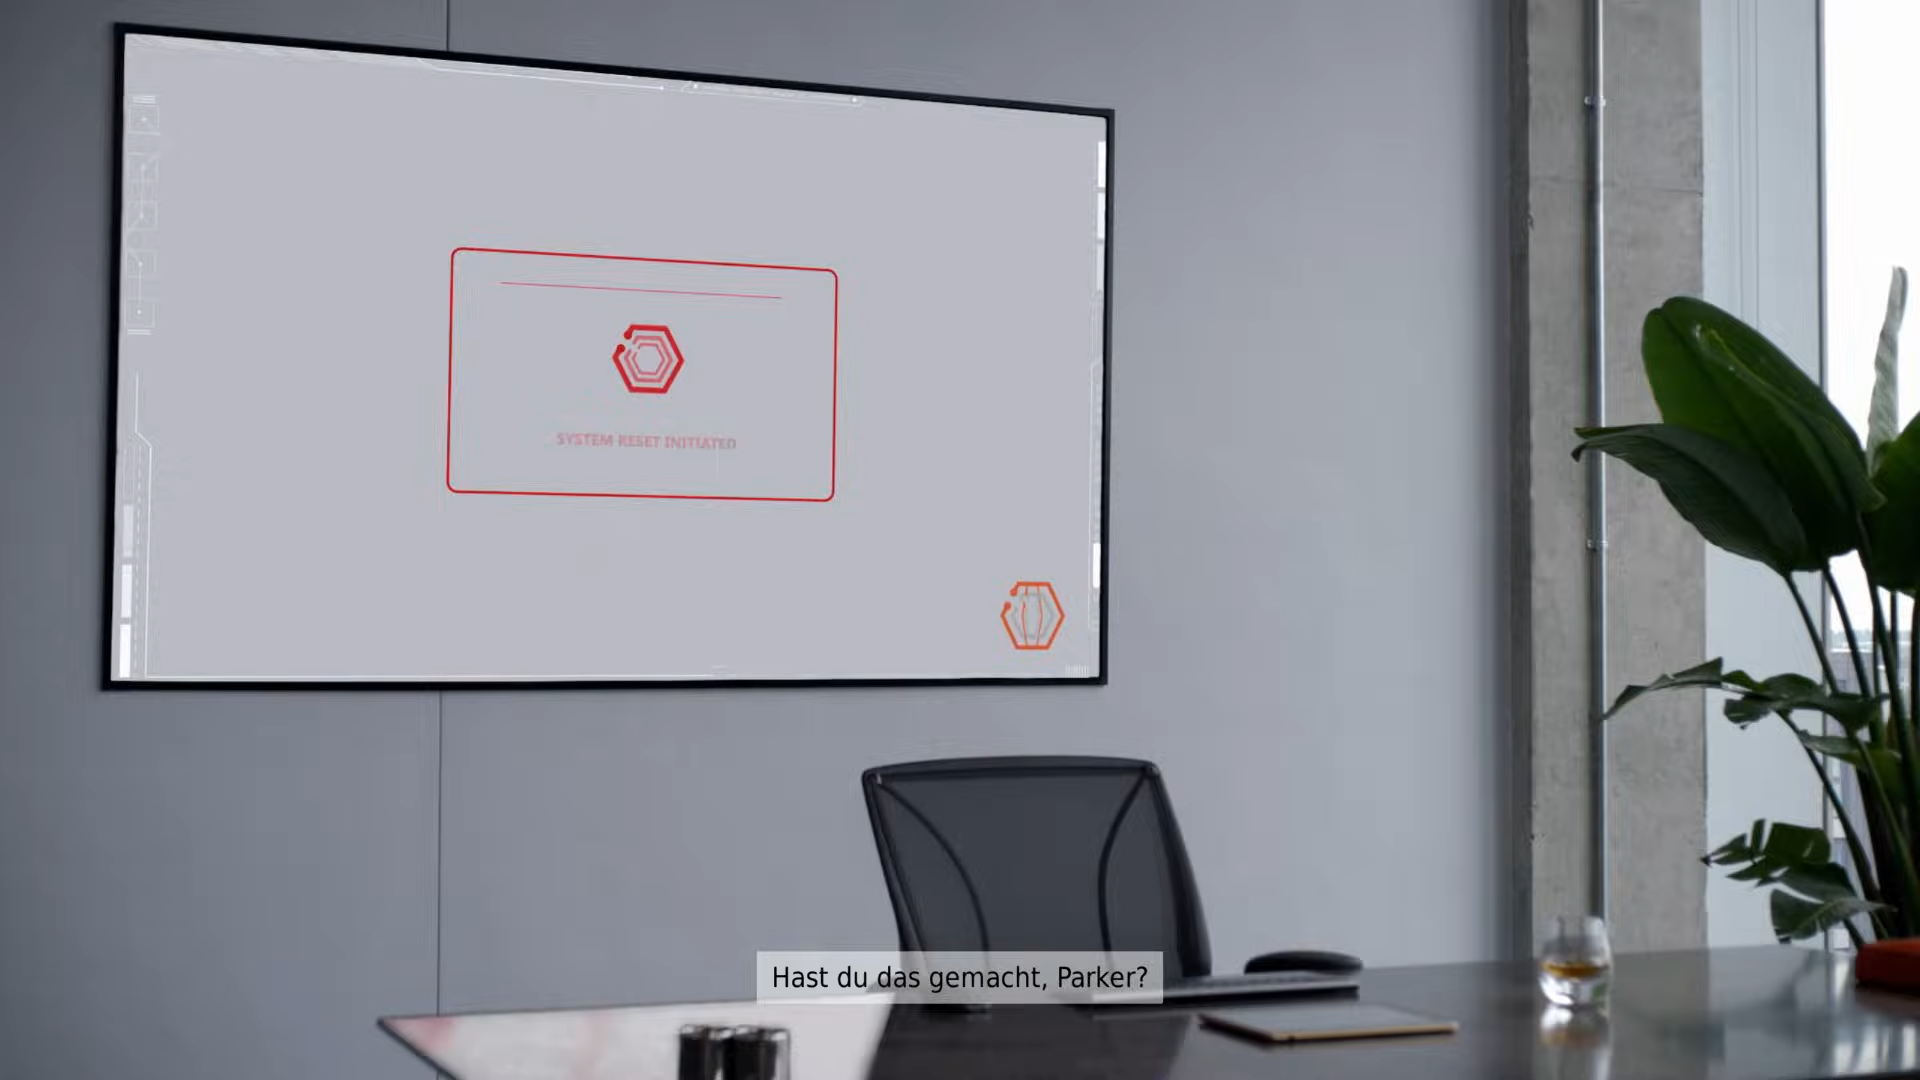 SYSTEM RESET INITIATED
Hast du das gemacht, Parker?